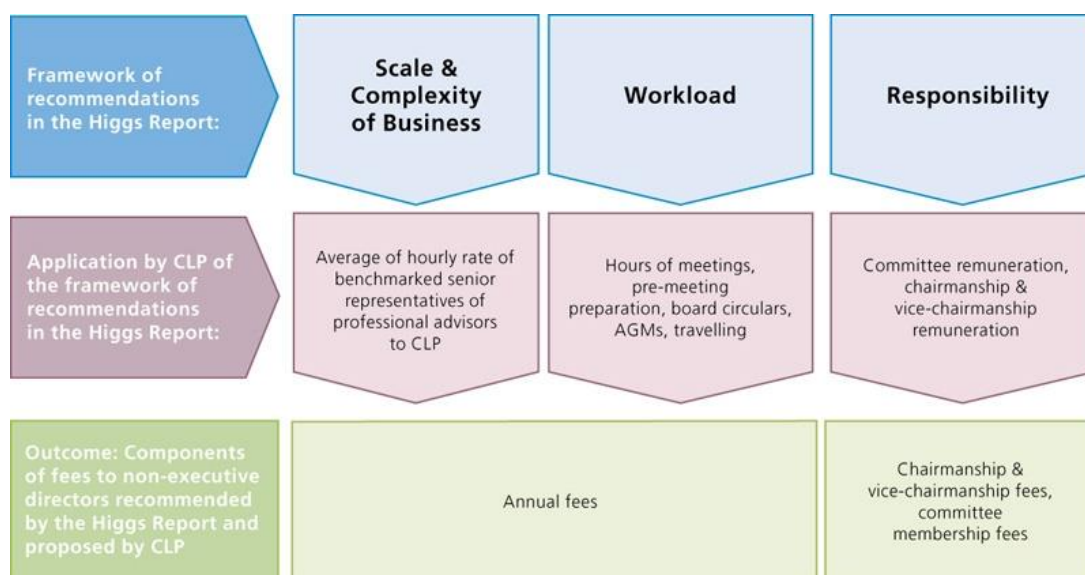 Framework of
recommendations
in the Higgs Report:
Scale &
Complexity
of Business
Workload
Responsibility
Application by CLP of
the framework of
recommendations
in the Higgs Report:
Average of hourly rate of
benchmarked senior
representatives of
professional advisors
to CLP
Hours of meetings,
pre-meeting
preparation, board circulars,
AGMs, travelling
Committee remuneration,
chairmanship &
vice-chairmanship
remuneration
Outcome: Components
of fees to non-executive
directors recommended
by the Higgs Report and
proposed by CLP
Annual fees
Chairmanship &
vice-chairmanship fees,
committee
membership fees